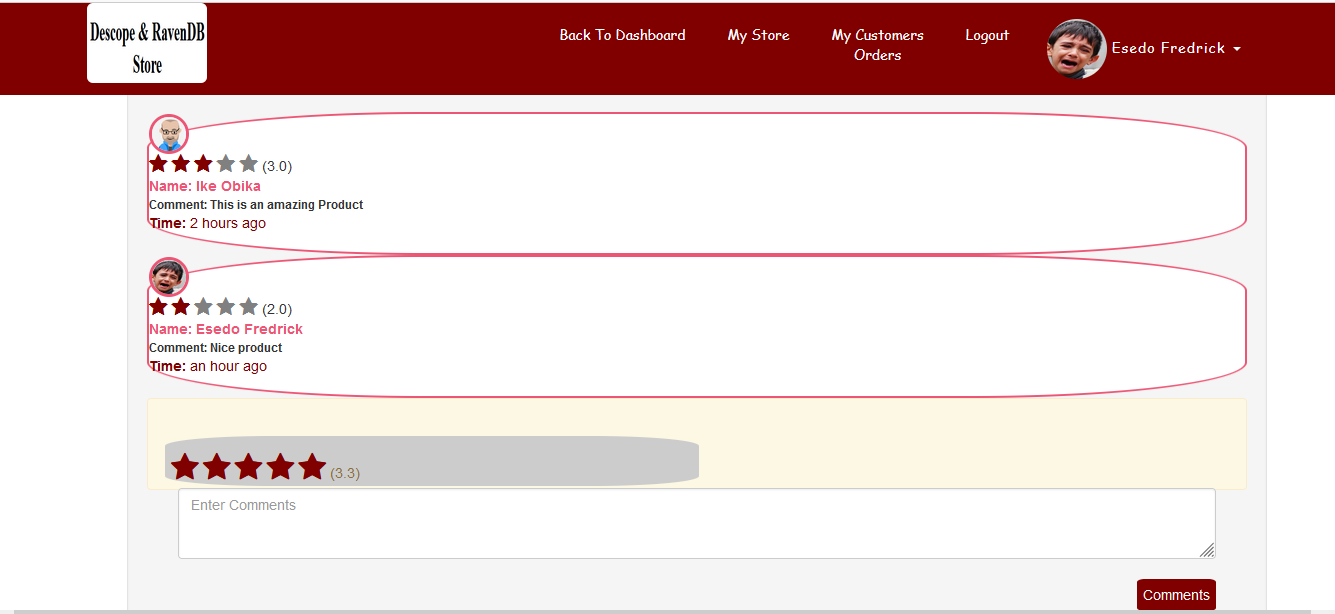 Descope & RavenDB
Store
Back To Dashboard
My Store
My Customers
Orders
Logout
Esedo Fredrick
(3.0)
Name: Ike Obika
Comment: This is an amazing Product
Time: 2 hours ago
(2.0)
Name: Esedo Fredrick
Comment: Nice product
Time: an hour ago
(3.3)
Enter Comments
Comments